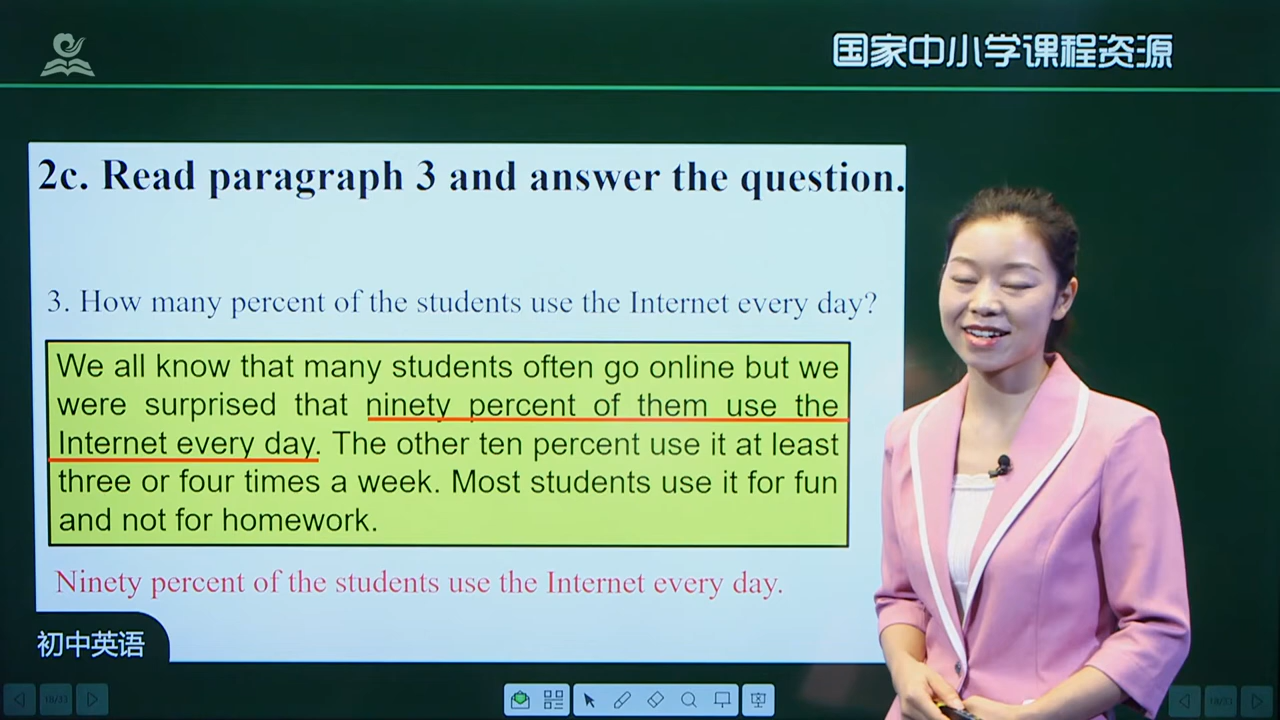 国家中小学课程资源
2c. Read paragraph 3 and answer the question.
3. How many percent of the students use the Internet every day?
We all know that many students often go online but we
were surprised that ninety percent of them use the
Internet every day. The other ten percent use it at least
three or four times a week. Most students use it for fun
and not for homework.
Ninety percent of the students use the Internet every day.
初中英语